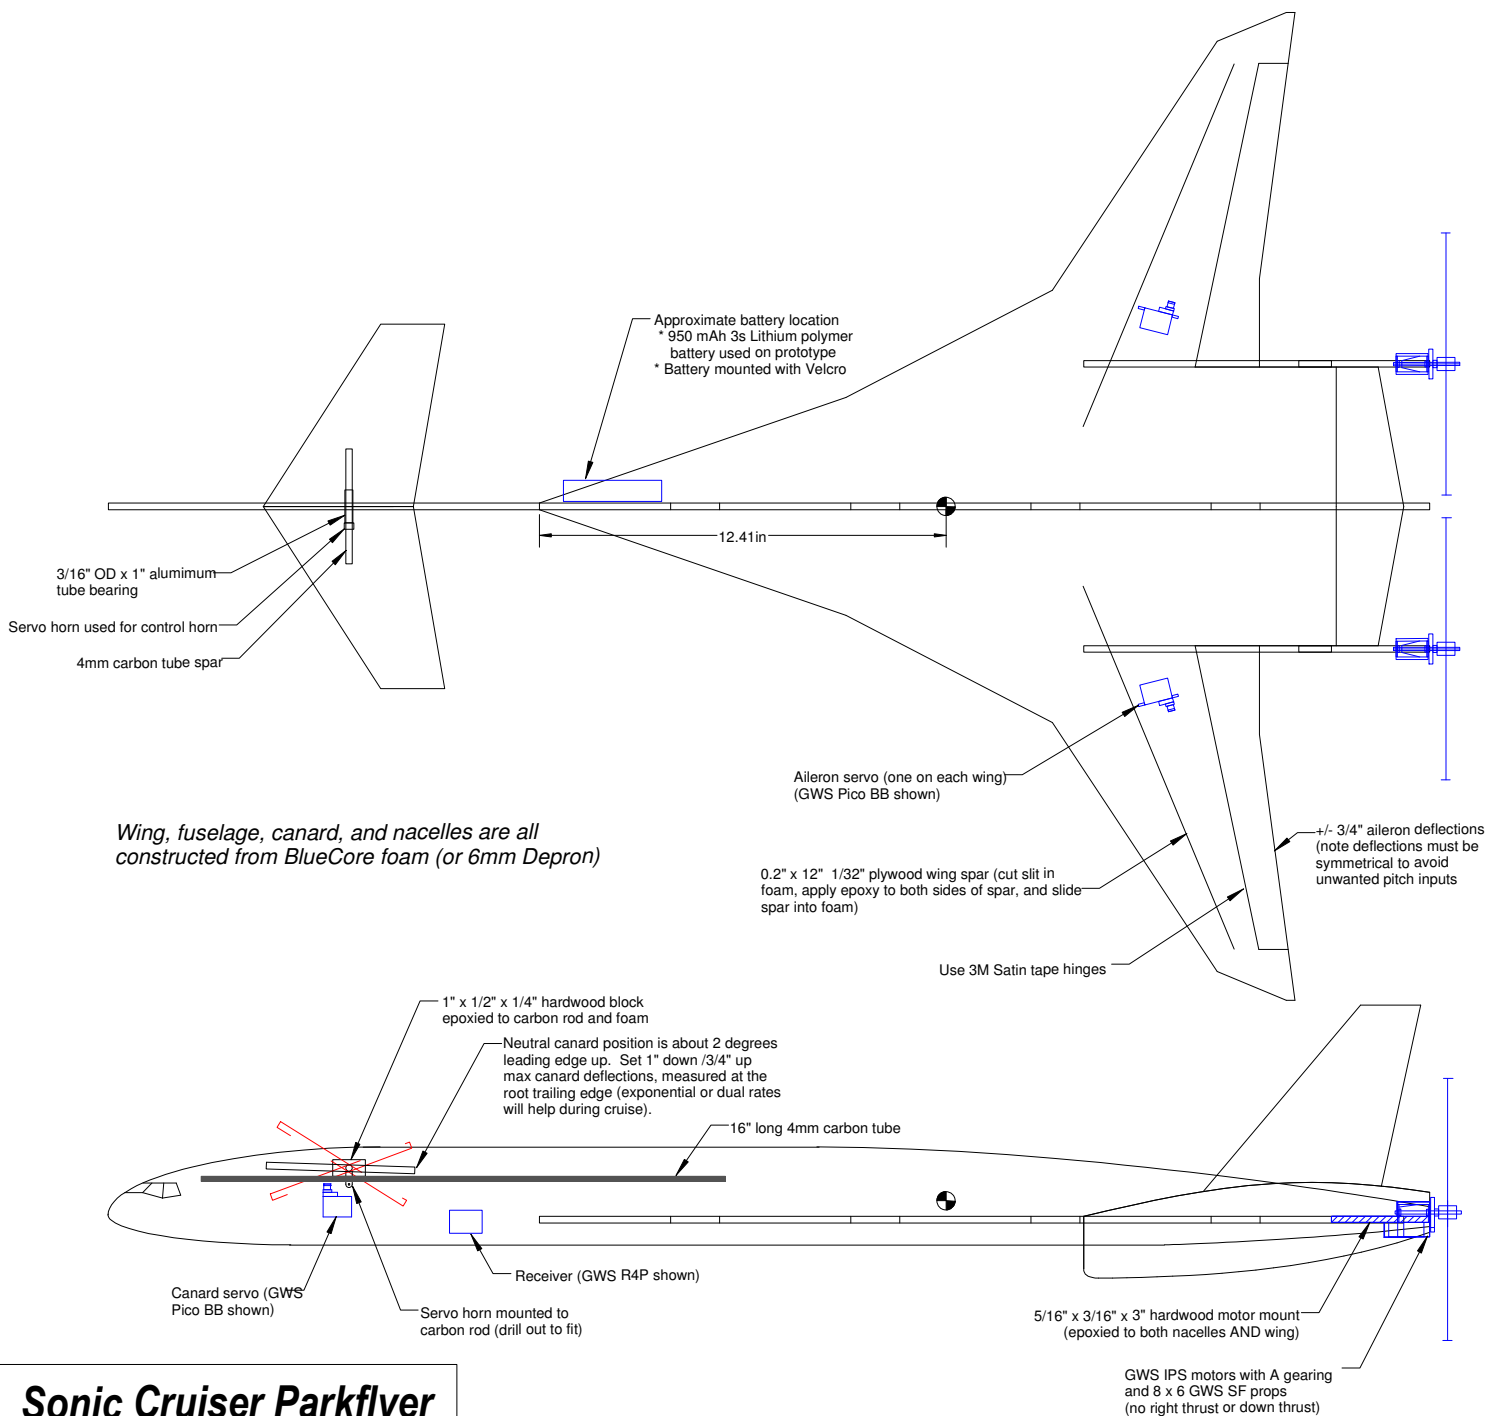 Approximate battery location
* 950 mAh 3s Lithium polymer
battery used on prototype
* Battery mounted with Velcro
12.41in
3/16" OD x 1" alumimum
tube bearing
Servo horn used for control horn
4mm carbon tube spar
Aileron servo (one on each wing)
(GWS Pico BB shown)
Wing, fuselage, canard, and nacelles are all
constructed from BlueCore foam (or 6mm Depron)
+/- 3/4" aileron deflections
(note deflections must be
symmetrical to avoid
unwanted pitch inputs
0.2" x 12" 1/32" plywood wing spar (cut slit in
foam, apply epoxy to both sides of spar, and slide
spar into foam)
Use 3M Satin tape hinges
1" x 1/2" x 1/4" hardwood block
epoxied to carbon rod and foam
Neutral canard position is about 2 degrees
leading edge up. Set 1" down /3/4" up
max canard deflections, measured at the
root trailing edge (exponential or dual rates
will help during cruise).
16" long 4mm carbon tube
Receiver (GWS R4P shown)
Canard servo (GWS
Pico BB shown)
Servo horn mounted to
carbon rod (drill out to fit)
5/16" x 3/16" x 3" hardwood motor mount
(epoxied to both nacelles AND wing)
GWS IPS motors with A gearing
and 8 x 6 GWS SF props
(no right thrust or down thrust)
Sonic Cruiser Parkflyer